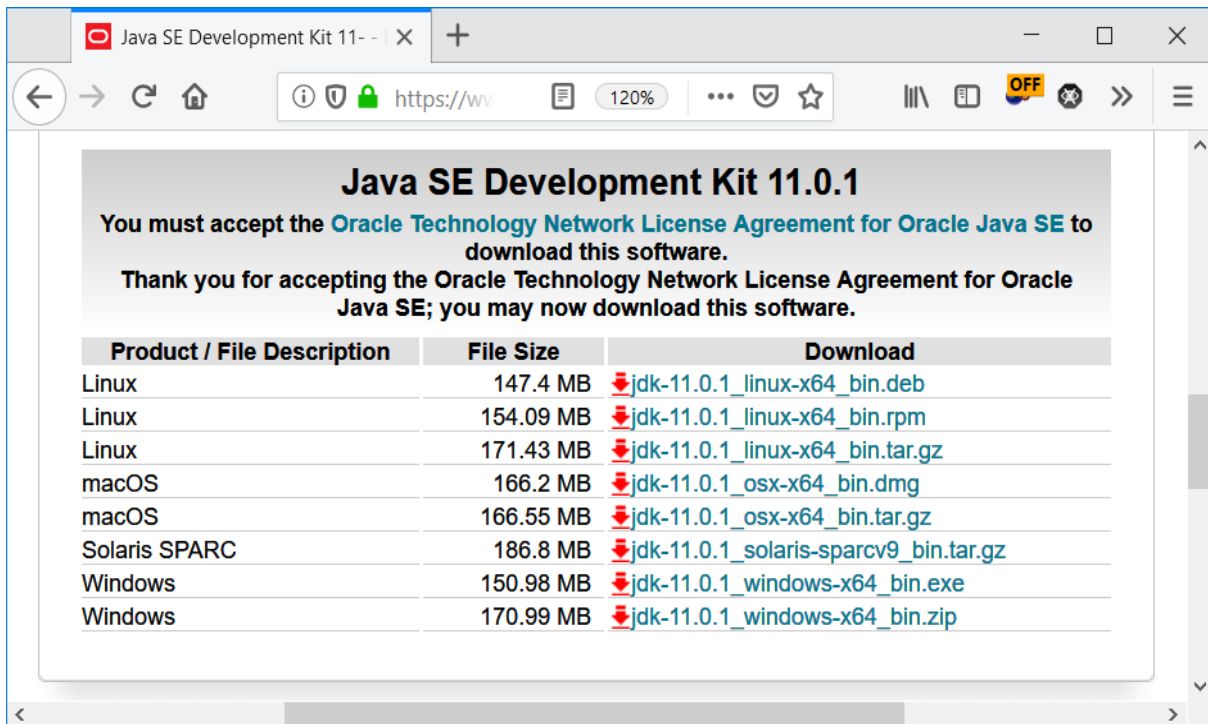 Java SE Development Kit 11- -
https://ww
120%
OFF
Java SE Development Kit 11.0.1
You must accept the Oracle Technology Network License Agreement for Oracle Java SE to
download this software.
Thank you for accepting the Oracle Technology Network License Agreement for Oracle
Java SE; you may now download this software.
Product / File Description File Size Download
Linux 147.4 MB jdk-11.0.1_linux-x64_bin.deb
Linux 154.09 MB jdk-11.0.1_linux-x64_bin.rpm
Linux 171.43 MB jdk-11.0.1_linux-x64_bin.tar.gz
macOS 166.2 MB jdk-11.0.1_osx-x64_bin.dmg
macOS 166.55 MB jdk-11.0.1_osx-x64_bin.tar.gz
Solaris SPARC 186.8 MB jdk-11.0.1_solaris-sparcv9_bin.tar.gz
Windows 150.98 MB jdk-11.0.1_windows-x64_bin.exe
Windows 170.99 MB jdk-11.0.1_windows-x64_bin.zip